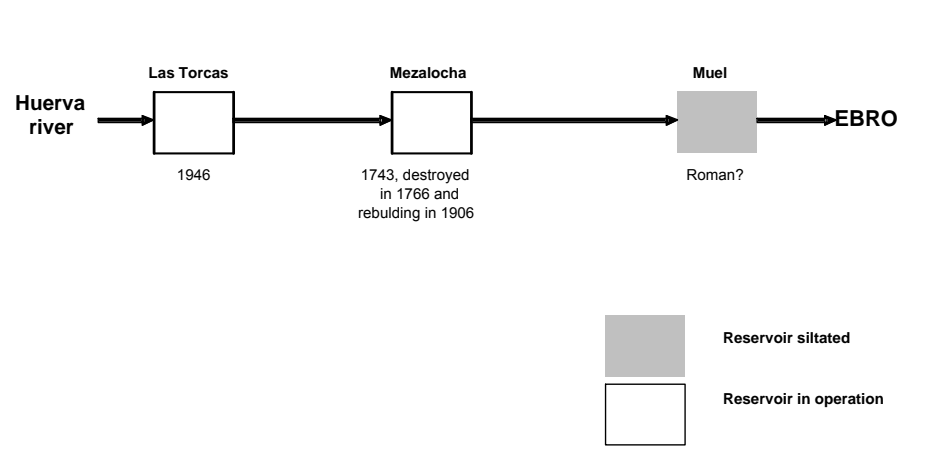 Las Torcas
Mezalocha
Muel
Huerva
river
EBRO
1946
1743, destroyed
in 1766 and
rebulding in 1906
Roman?
Reservoir siltated
Reservoir in operation